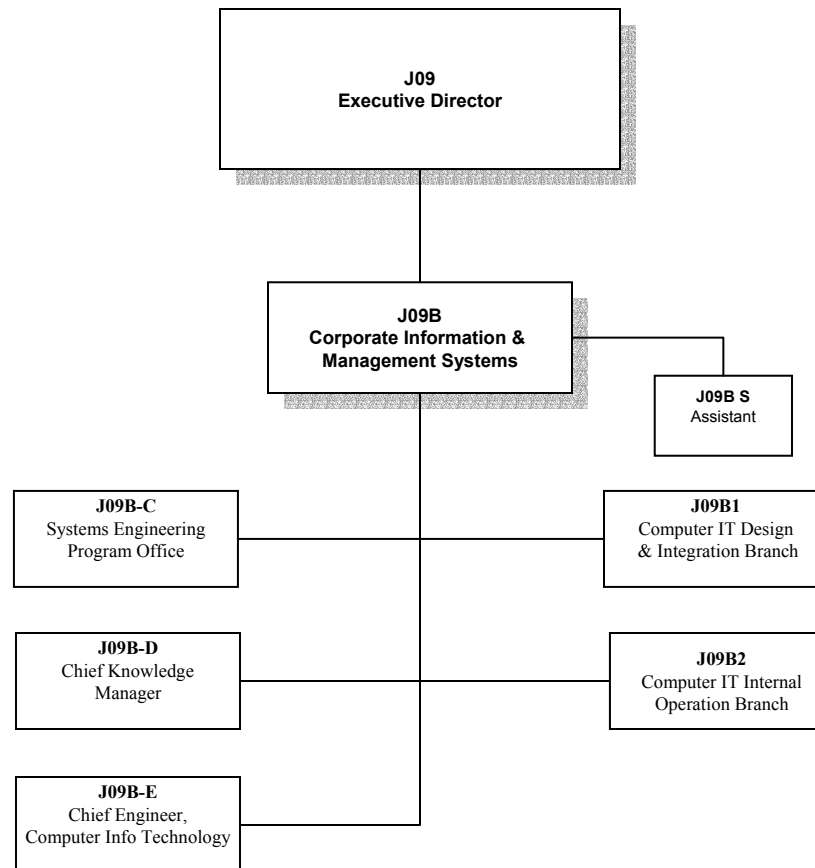 J09
Executive Director
J09B
Corporate Information &
Management Systems
J09B S
Assistant
J09B-C
Systems Engineering
Program Office
J09B1
Computer IT Design
& Integration Branch
J09B-D
Chief Knowledge
Manager
J09B2
Computer IT Internal
Operation Branch
J09B-E
Chief Engineer,
Computer Info Technology